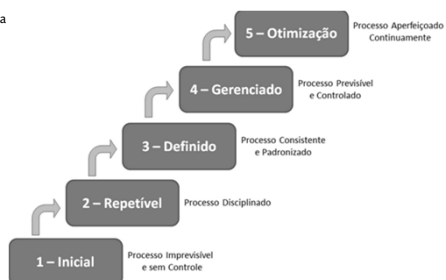 a
5 – Otimização
Processo Aperfeiçoado
Continuamente
4 – Gerenciado
Processo Previsível
e Controlado
3 – Definido
Processo Consistente
e Padronizado
2 – Repetível
Processo Disciplinado
1 – Inicial
Processo Imprevisível
e sem Controle